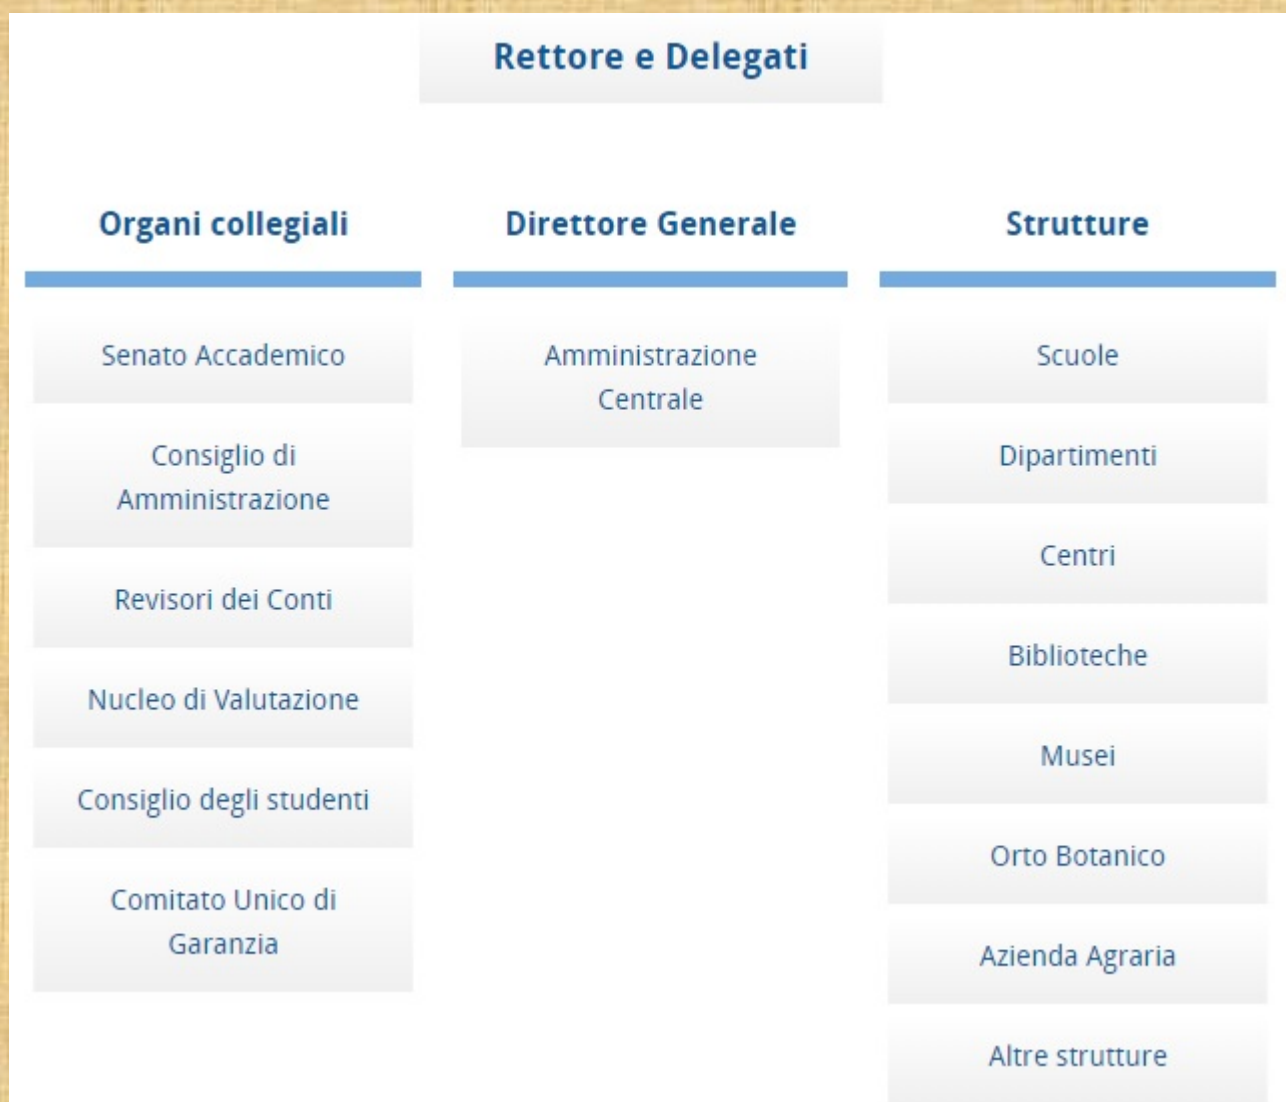 Rettore e Delegati
Organi collegiali
Senato Accademico
Consiglio di
Amministrazione
Revisori dei Conti
Nucleo di Valutazione
Consiglio degli studenti
Comitato Unico di
Garanzia
Direttore Generale
Amministrazione
Centrale
Strutture
Scuole
Dipartimenti
Centri
Biblioteche
Musei
Orto Botanico
Azienda Agraria
Altre strutture